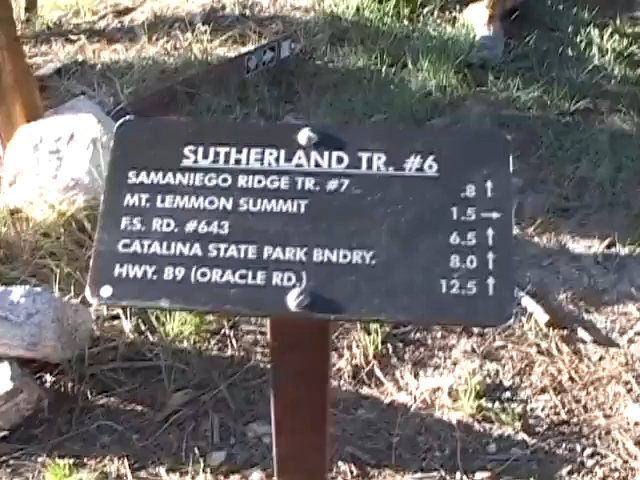 SUTHERLAND TR. #6
SAMANIEGO RIDGE TR. #7 .8 ↑
MT. LEMMON SUMMIT 1.5 →
F.S. RD. #643 6.5 ↑
CATALINA STATE PARK BNDRY. 8.0 ↑
HWY. 89 (ORACLE RD.) 12.5 ↑